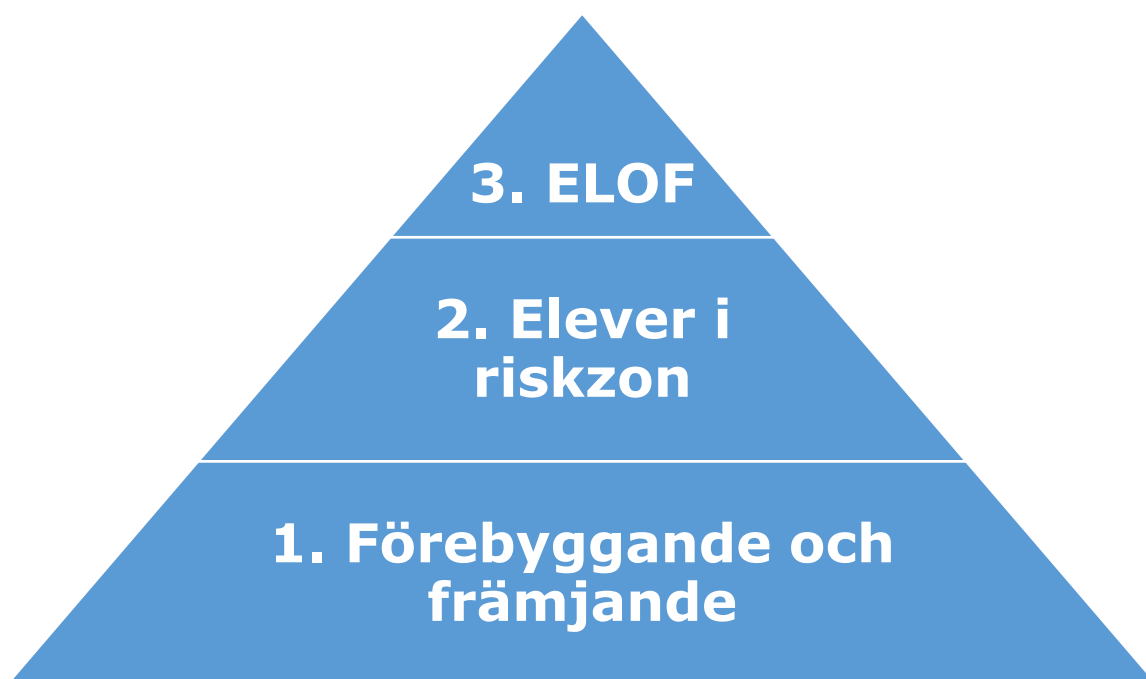 3. ELOF
2. Elever i
riskzon
1. Förebyggande och
främjande